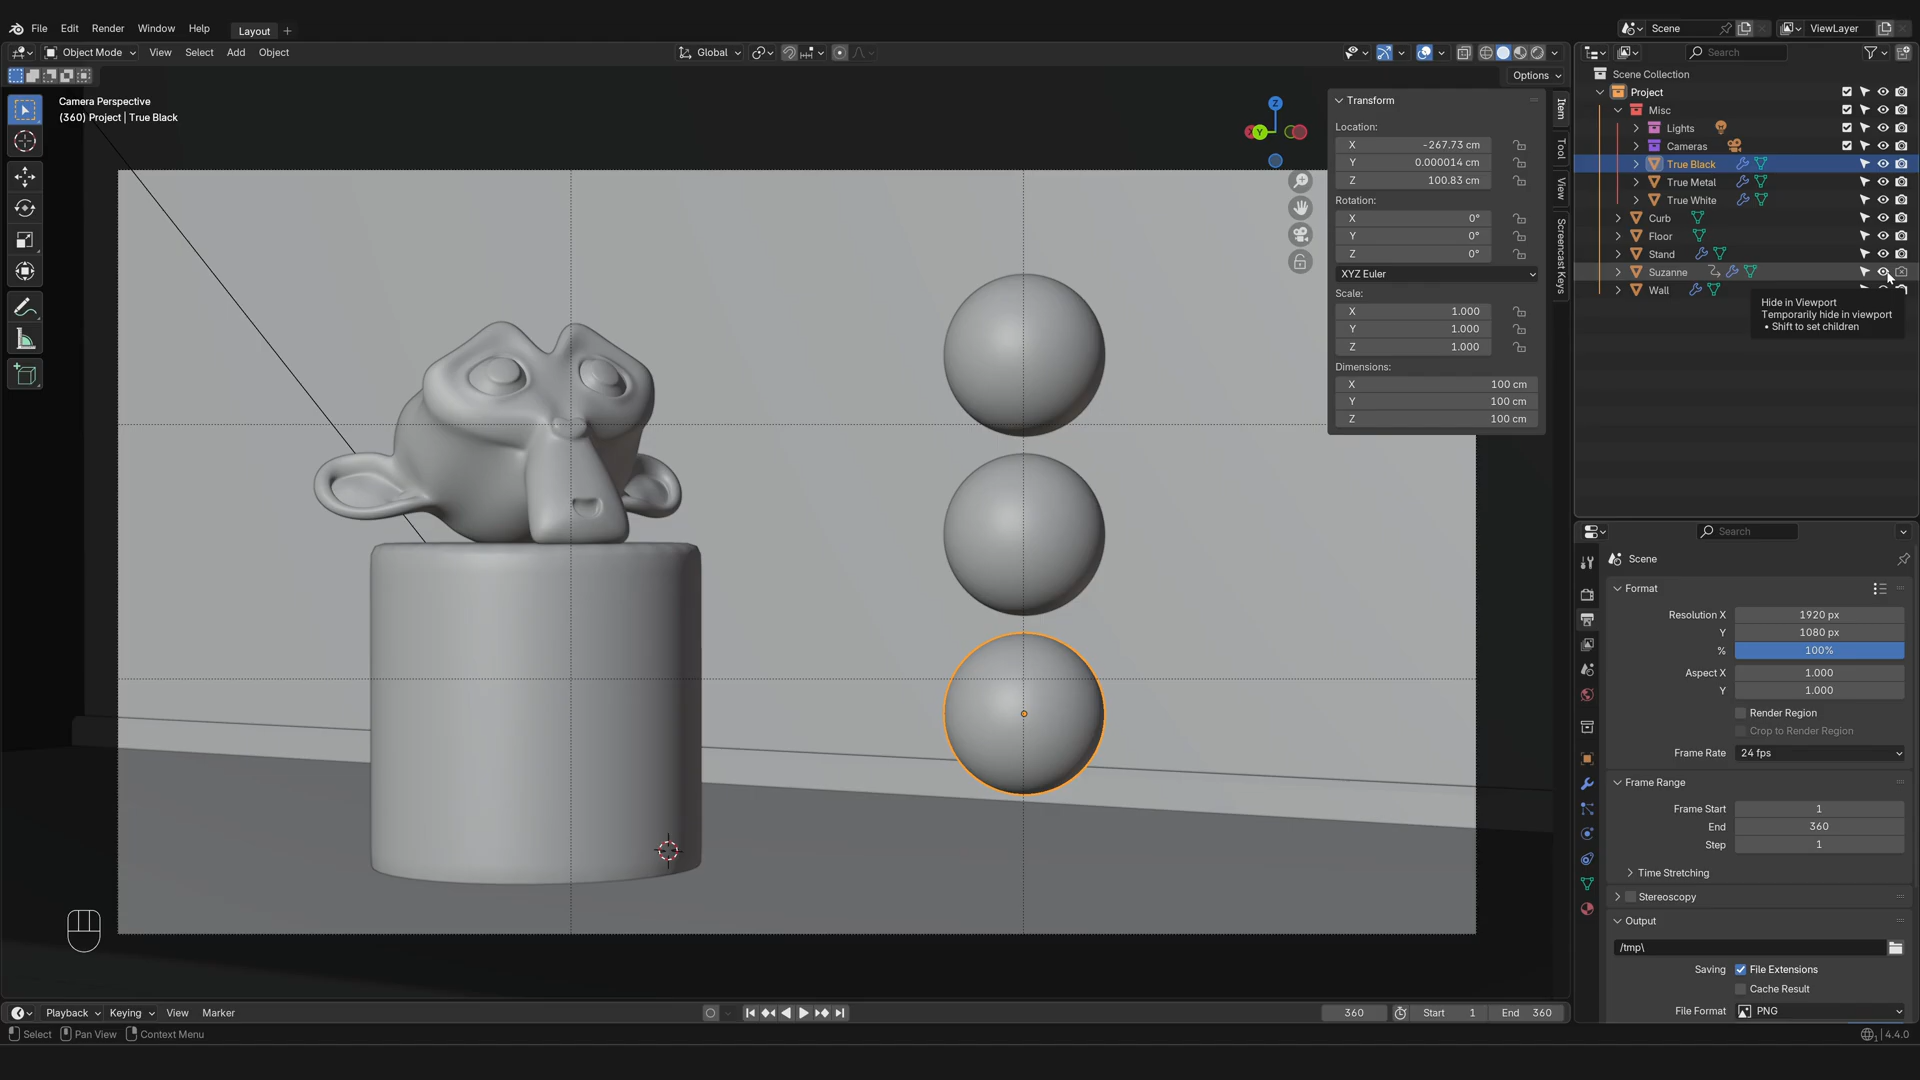 File Edit Render Window Help Layout + Scene ViewLayer
Object Mode View Select Add Object Global Search
Options
Camera Perspective
(360) Project | True Black
Z
X
Y
Transform
Location:
X -267.73 cm
Y 0.000014 cm
Z 100.83 cm
Rotation:
X 0°
Y 0°
Z 0°
XYZ Euler
Scale:
X 1.000
Y 1.000
Z 1.000
Dimensions:
X 100 cm
Y 100 cm
Z 100 cm
Item
Tool
View
Screencast Keys
Scene Collection
Project
Misc
Lights
Cameras
True Black
True Metal
True White
Curb
Floor
Stand
Suzanne
Wall
Hide in Viewport
Temporarily hide in viewport
• Shift to set children
Search
Scene
Format
Resolution X 1920 px
Y 1080 px
% 100%
Aspect X 1.000
Y 1.000
Render Region
Crop to Render Region
Frame Rate 24 fps
Frame Range
Frame Start 1
End 360
Step 1
Time Stretching
Stereoscopy
Output
/tmp\
Saving File Extensions
Cache Result
File Format PNG
Playback Keying View Marker 360 Start 1 End 360
Select Pan View Context Menu 4.4.0